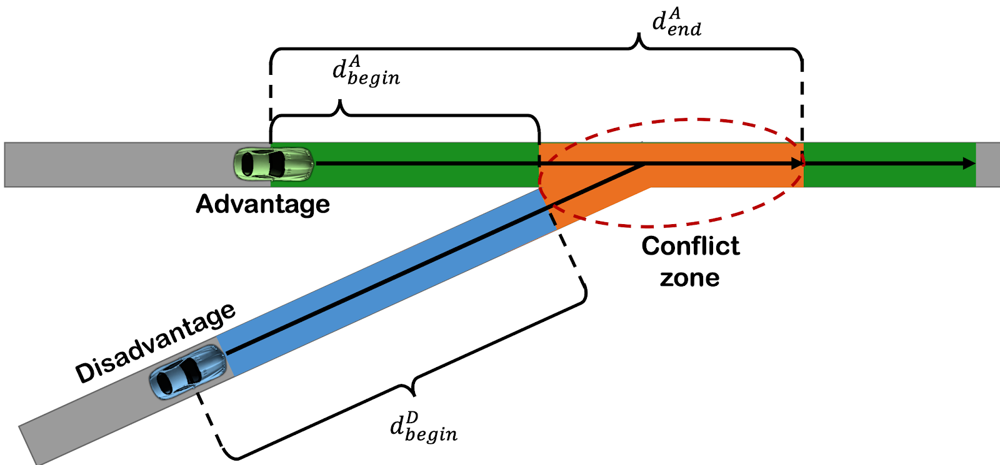 d^A_end
d^A_begin
Advantage
Conflict
zone
Disadvantage
d^D_begin